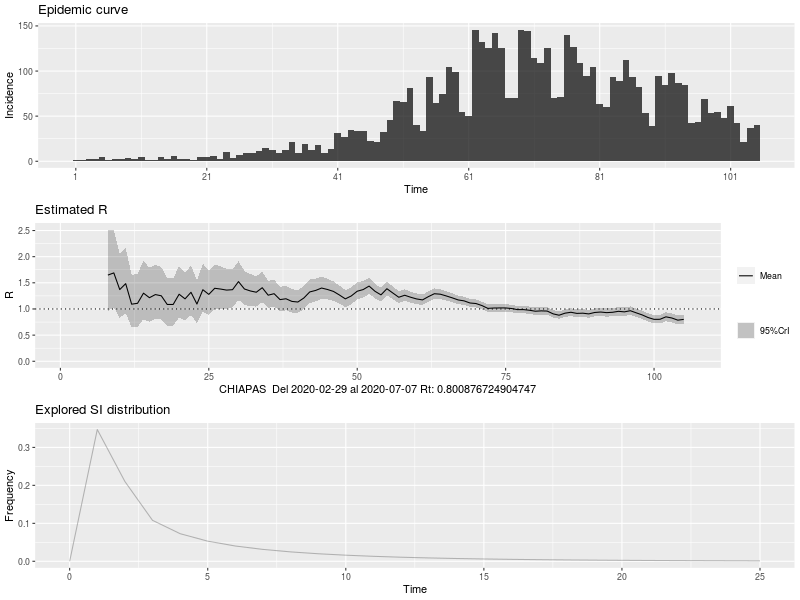 Epidemic curve
150
100
50
0
Incidence
1 21 41 61 81 101
Time
Estimated R
2.5
2.0
1.5
1.0
0.5
0.0
R
Mean
95%CrI
0 25 50 75 100
CHIAPAS Del 2020-02-29 al 2020-07-07 Rt: 0.800876724904747
Explored SI distribution
0.3
0.2
0.1
0.0
Frequency
0 5 10 15 20 25
Time